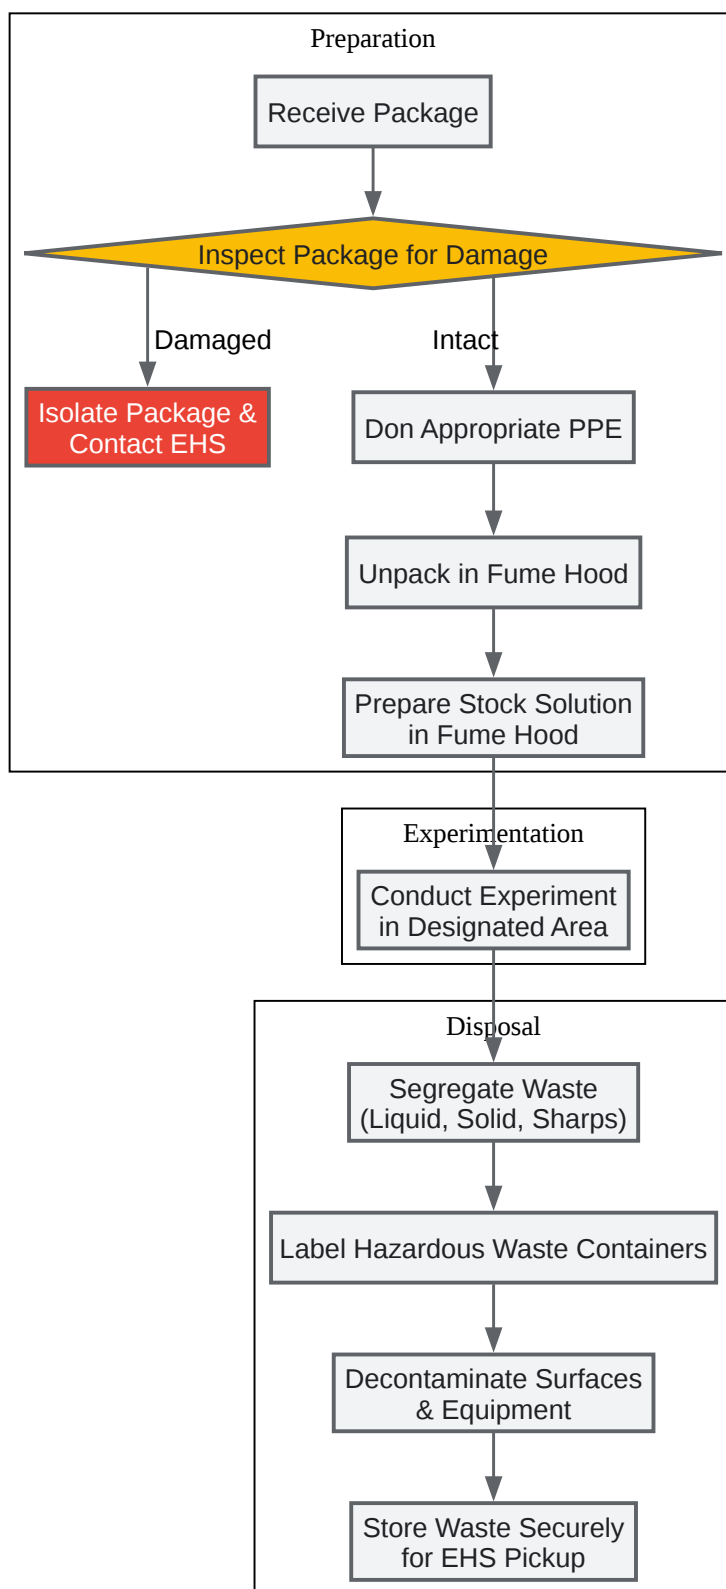 Preparation
Receive Package
Inspect Package for Damage
Damaged
Intact
Isolate Package &
Contact EHS
Don Appropriate PPE
Unpack in Fume Hood
Prepare Stock Solution
in Fume Hood
Experimentation
Conduct Experiment
in Designated Area
Disposal
Segregate Waste
(Liquid, Solid, Sharps)
Label Hazardous Waste Containers
Decontaminate Surfaces
& Equipment
Store Waste Securely
for EHS Pickup